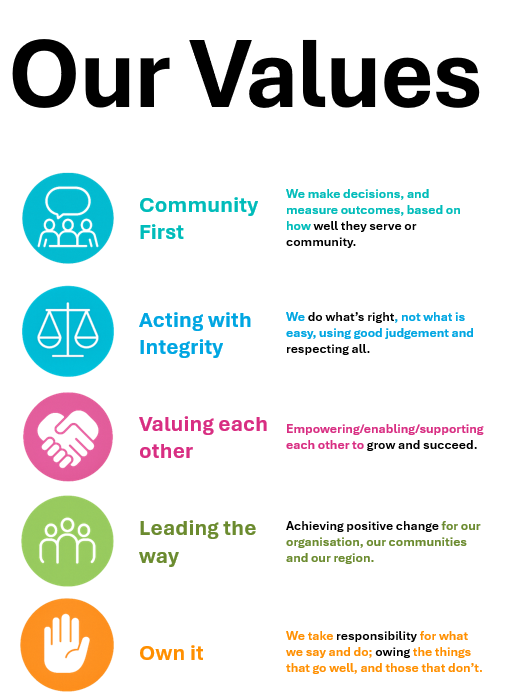 Our Values
Community
First
We make decisions, and
measure outcomes, based on
how well they serve or
community.
Acting with
Integrity
We do what's right, not what is
easy, using good judgement and
respecting all.
Valuing each
other
Empowering/enabling/supporting
each other to grow and succeed.
Leading the
way
Achieving positive change for our
organisation, our communities
and our region.
Own it
We take responsibility for what
we say and do; owing the things
that go well, and those that don't.